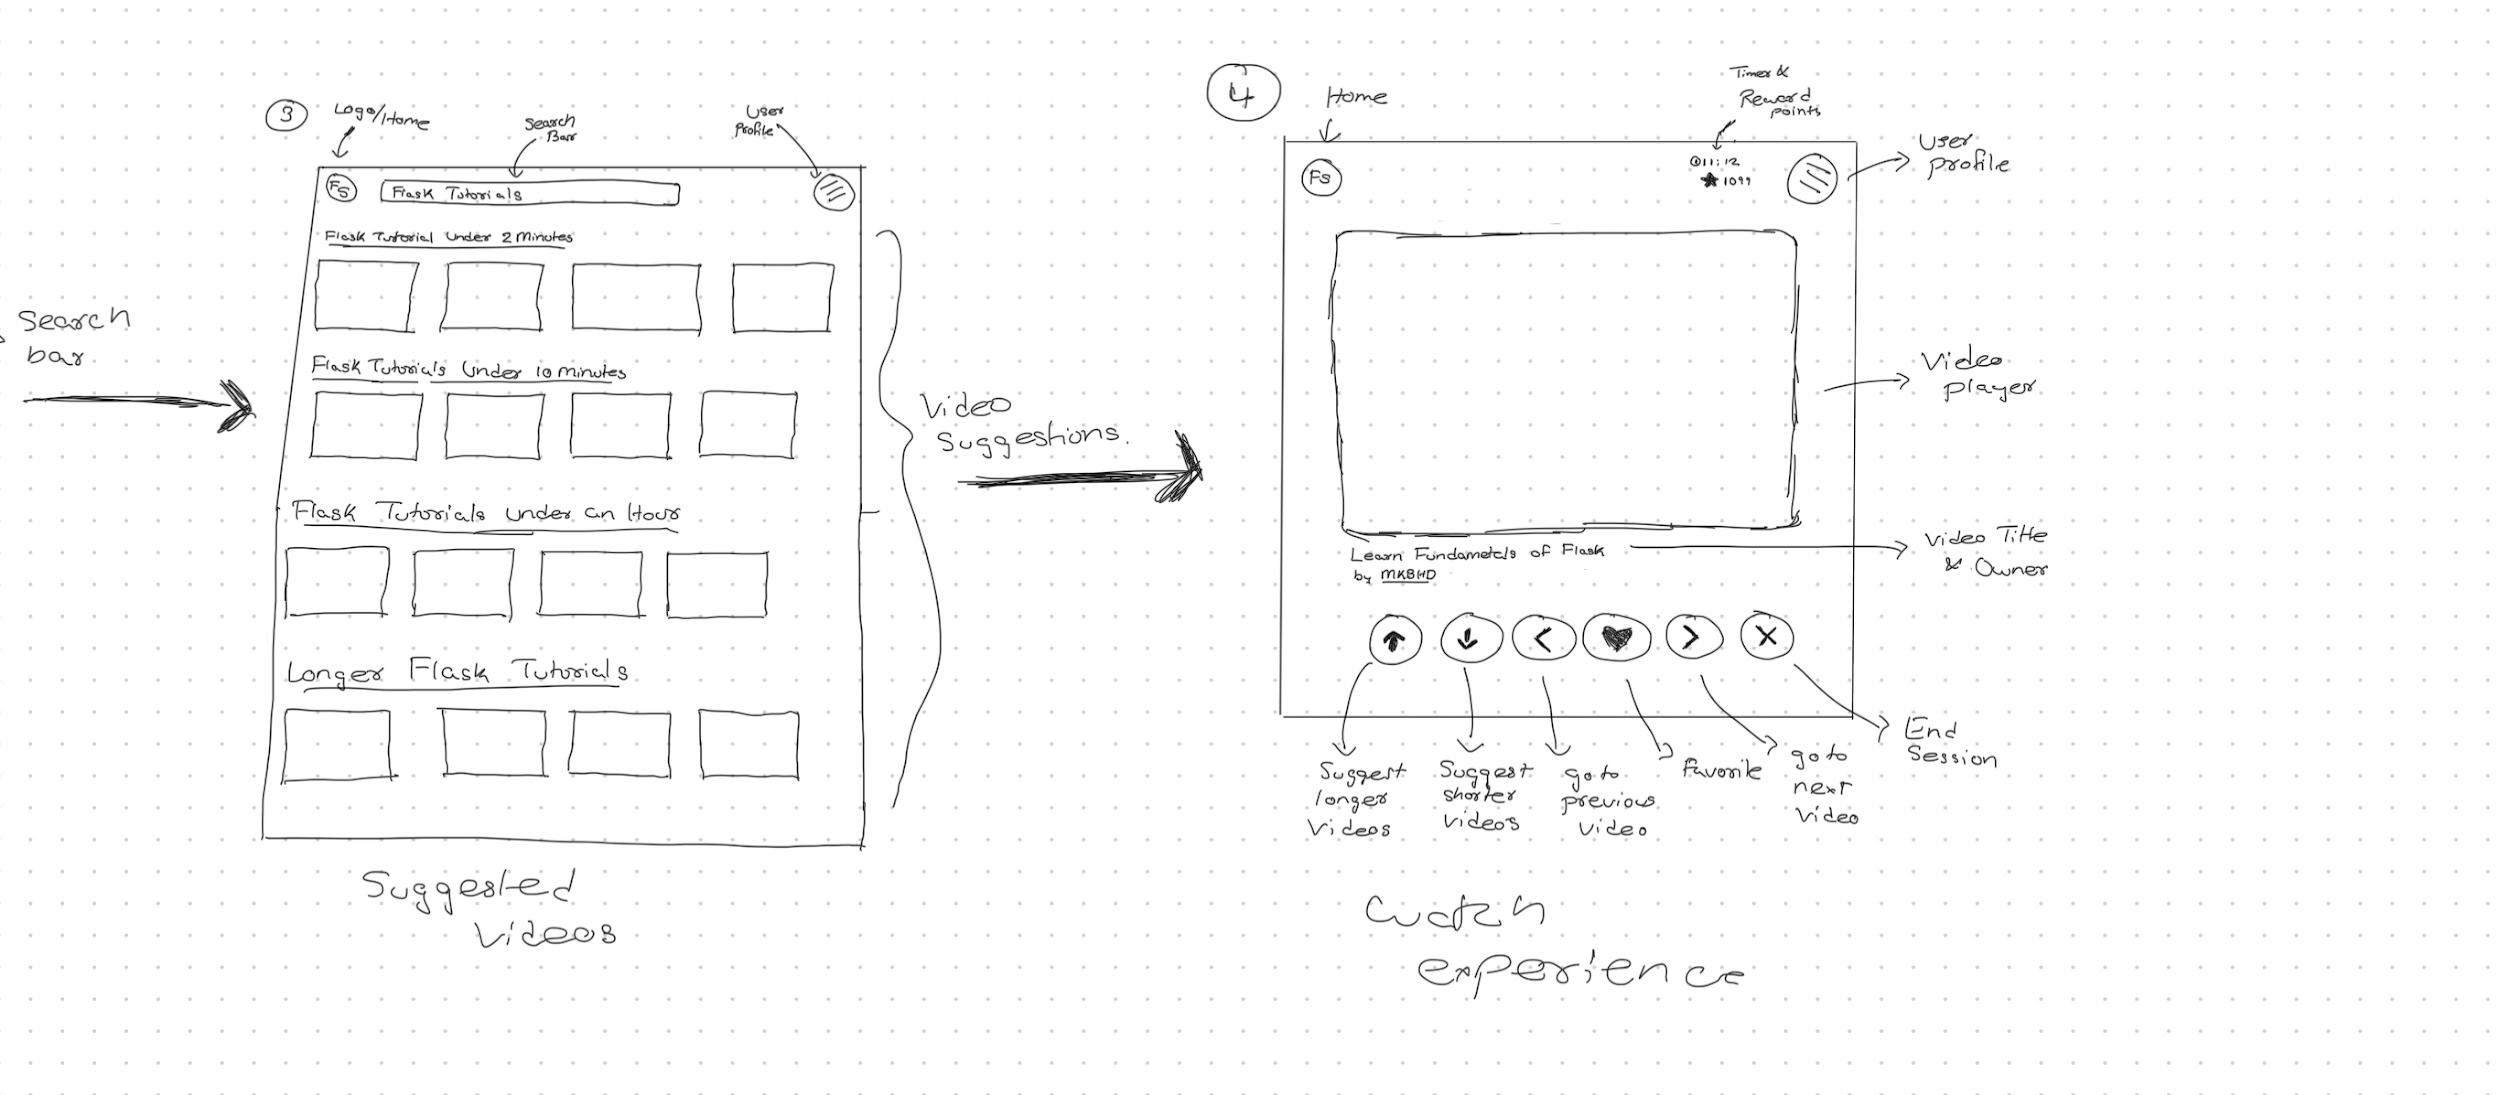 Search
bar
3
Logo/Home
Search
Bar
User
Profile
FS
Flask Tutorials
Flask Tutorial Under 2 Minutes
Flask Tutorials Under 10 minutes
Flask Tutorials under an Hour
Longer Flask Tutorials
Suggested
Videos
Video
Suggestions.
4
Home
Timer &
Reward
points
User
profile
FS
11:12
1099
Video
player
Learn Fundametals of Flask
by MKBHD
Video Title
& Owner
Suggest
longer
Videos
Suggest
shorter
videos
go to
previous
video
favorite
go to
next
Video
End
Session
Watch
experience